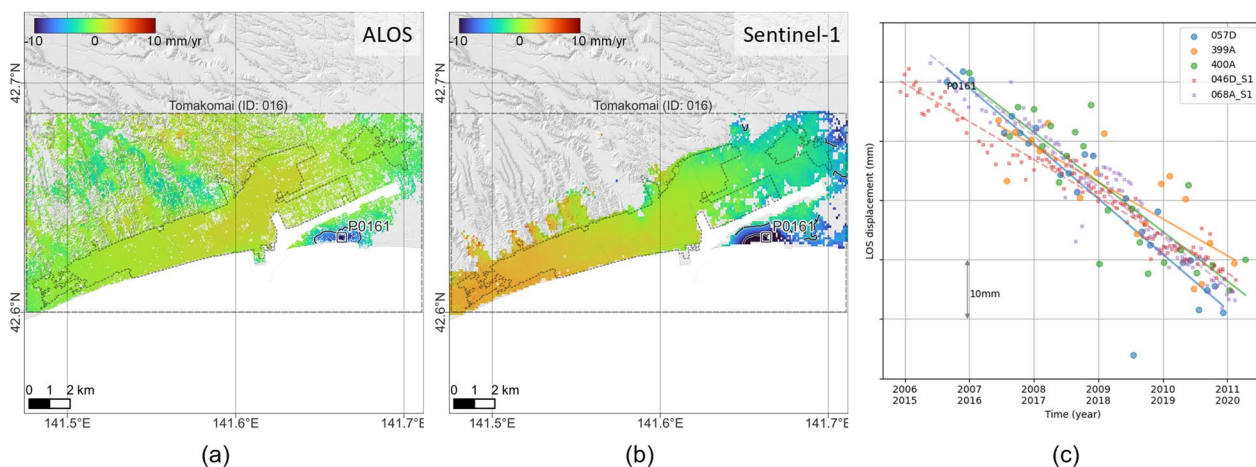 ALOS
-10 0 10 mm/yr
42.7°N
Tomakomai (ID: 016)
P0161
42.6°N
0 1 2 km
141.5°E 141.6°E 141.7°E
(a)
Sentinel-1
-10 0 10 mm/yr
42.7°N
Tomakomai (ID: 016)
P0161
42.6°N
0 1 2 km
141.5°E 141.6°E 141.7°E
(b)
057D
399A
400A
046D_S1
068A_S1
P0161
LOS displacement (mm)
10mm
2006 2007 2008 2009 2010 2011
2015 2016 2017 2018 2019 2020
Time (year)
(c)